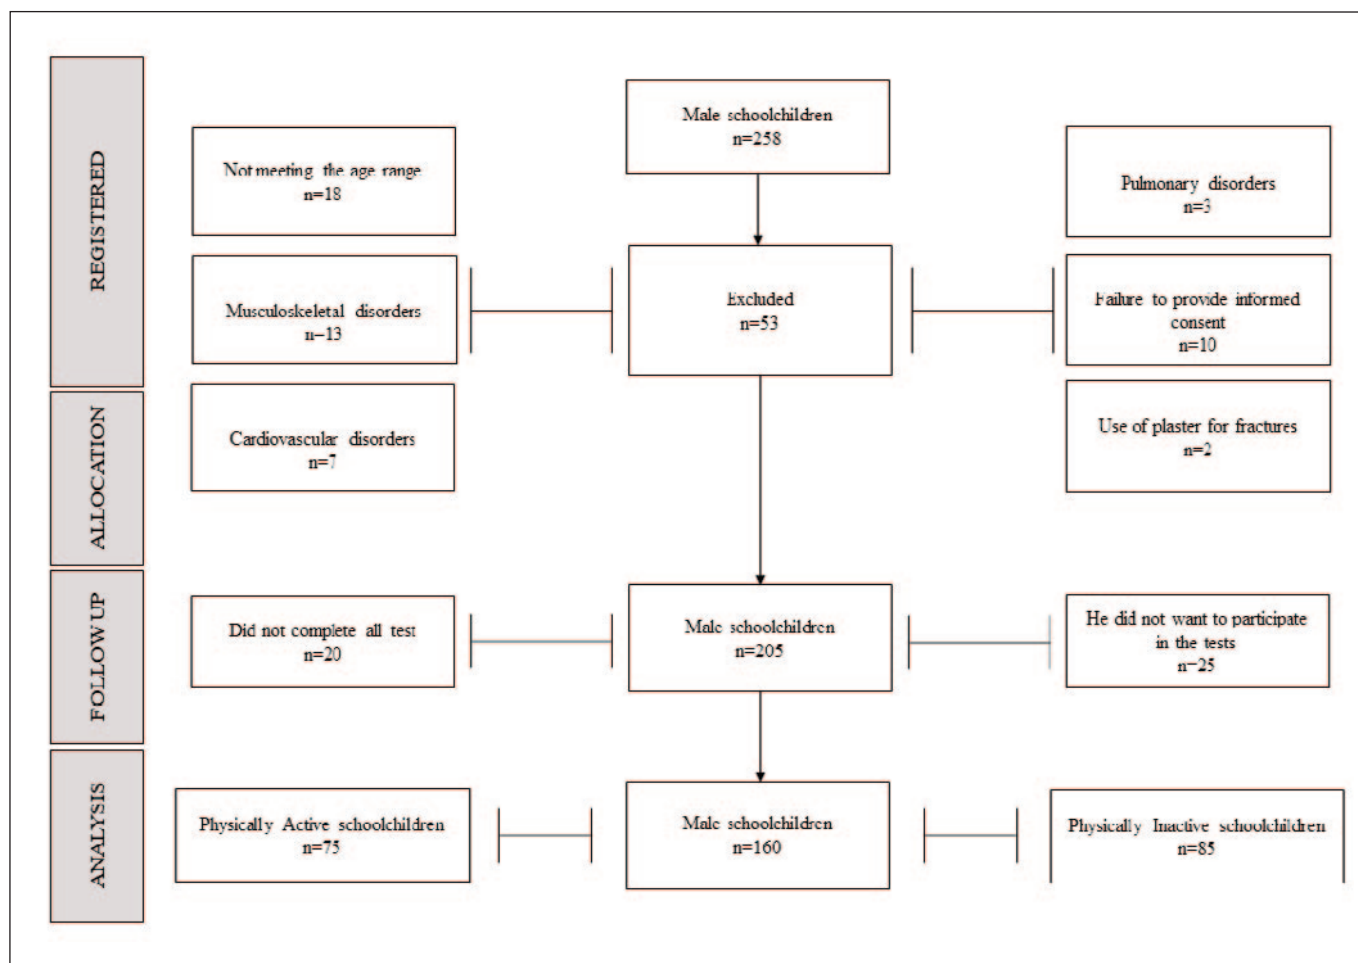 REGISTERED
Male schoolchildren
n=258
Not meeting the age range
n=18
Pulmonary disorders
n=3
Musculoskeletal disorders
n=13
Excluded
n=53
Failure to provide informed
consent
n=10
ALLOCATION
Cardiovascular disorders
n=7
Use of plaster for fractures
n=2
FOLLOW UP
Did not complete all test
n=20
Male schoolchildren
n=205
He did not want to participate
in the tests
n=25
ANALYSIS
Physically Active schoolchildren
n=75
Male schoolchildren
n=160
Physically Inactive schoolchildren
n=85